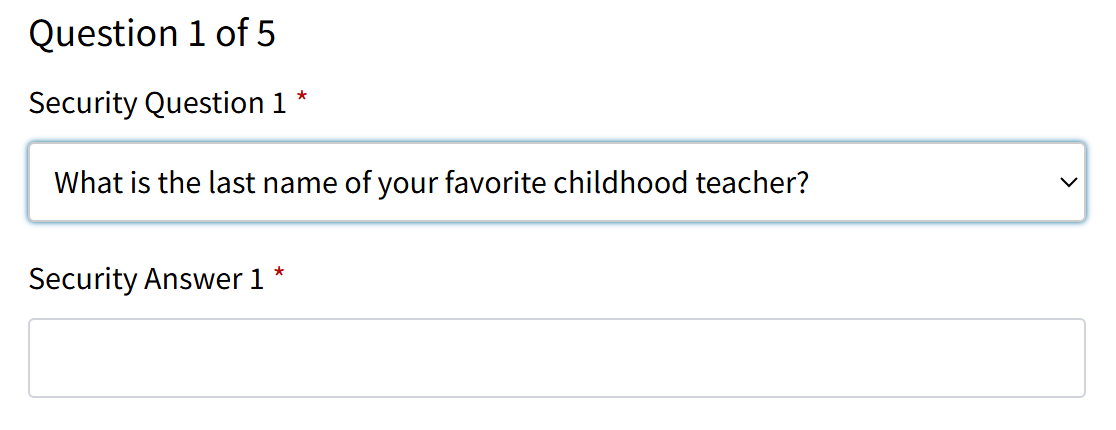 Question 1 of 5
Security Question 1 *
What is the last name of your favorite childhood teacher?
Security Answer 1 *